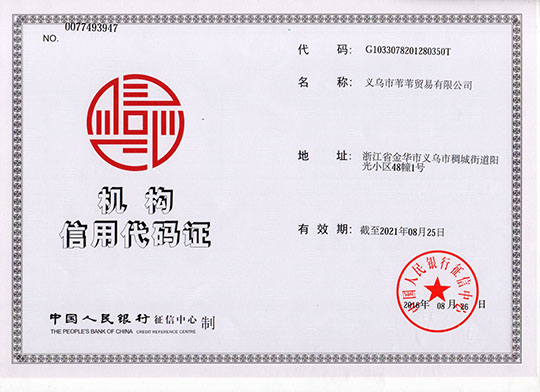 NO. 0077493947
代 码: G1033078201280350T
名 称: 义乌市苇苇贸易有限公司
地 址: 浙江省金华市义乌市稠城街道阳
光小区48幢1号
机构
信用代码证
有 效 期: 截至2021年08月25日
中国人民银行征信中心
2016年 08月 26日
中国人民银行 征信中心 制
THE PEOPLE'S BANK OF CHINA CREDIT REFERENCE CENTRE